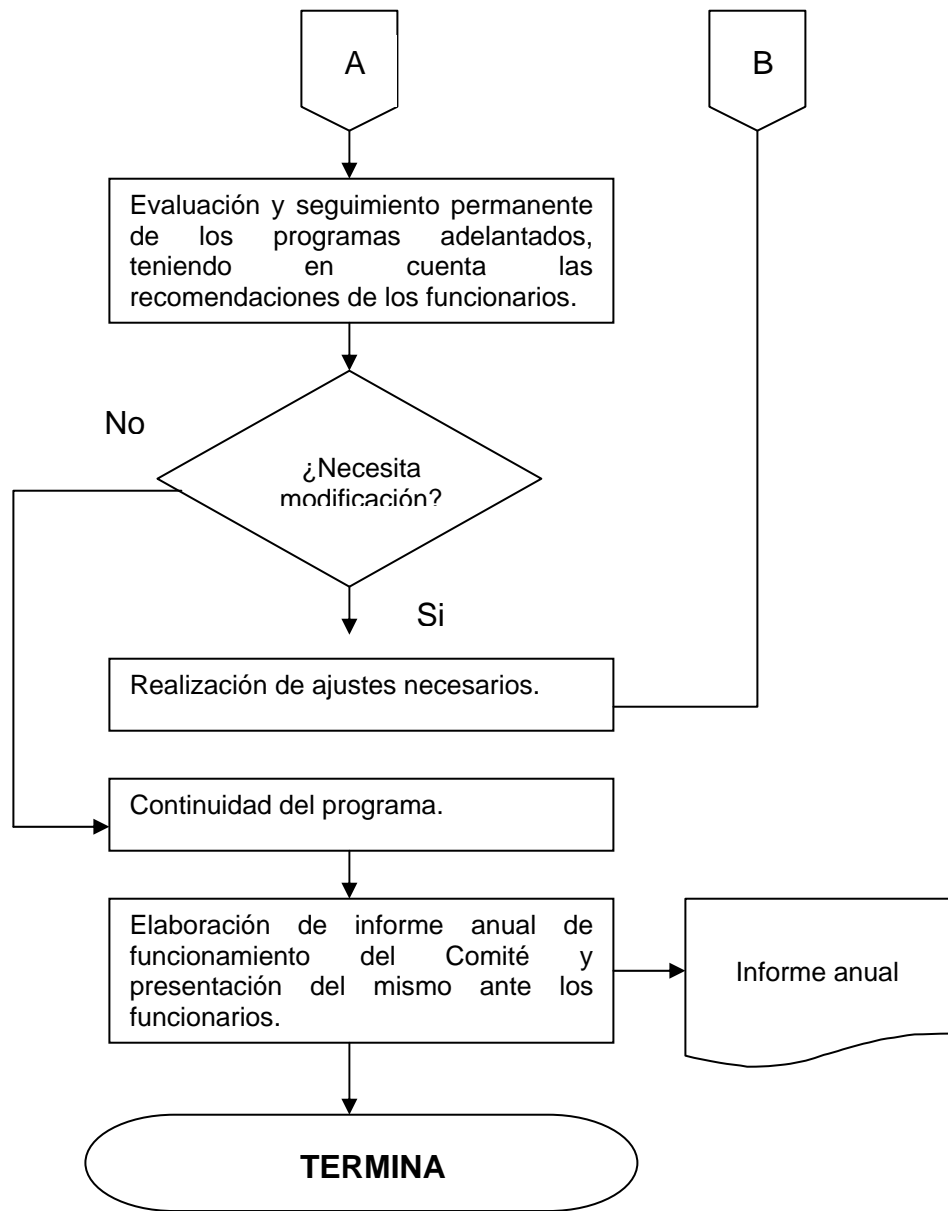 A
B
Evaluación y seguimiento permanente
de los programas adelantados,
teniendo en cuenta las
recomendaciones de los funcionarios.
No
¿Necesita
modificación?
Si
Realización de ajustes necesarios.
Continuidad del programa.
Elaboración de informe anual de
funcionamiento del Comité y
presentación del mismo ante los
funcionarios.
Informe anual
TERMINA